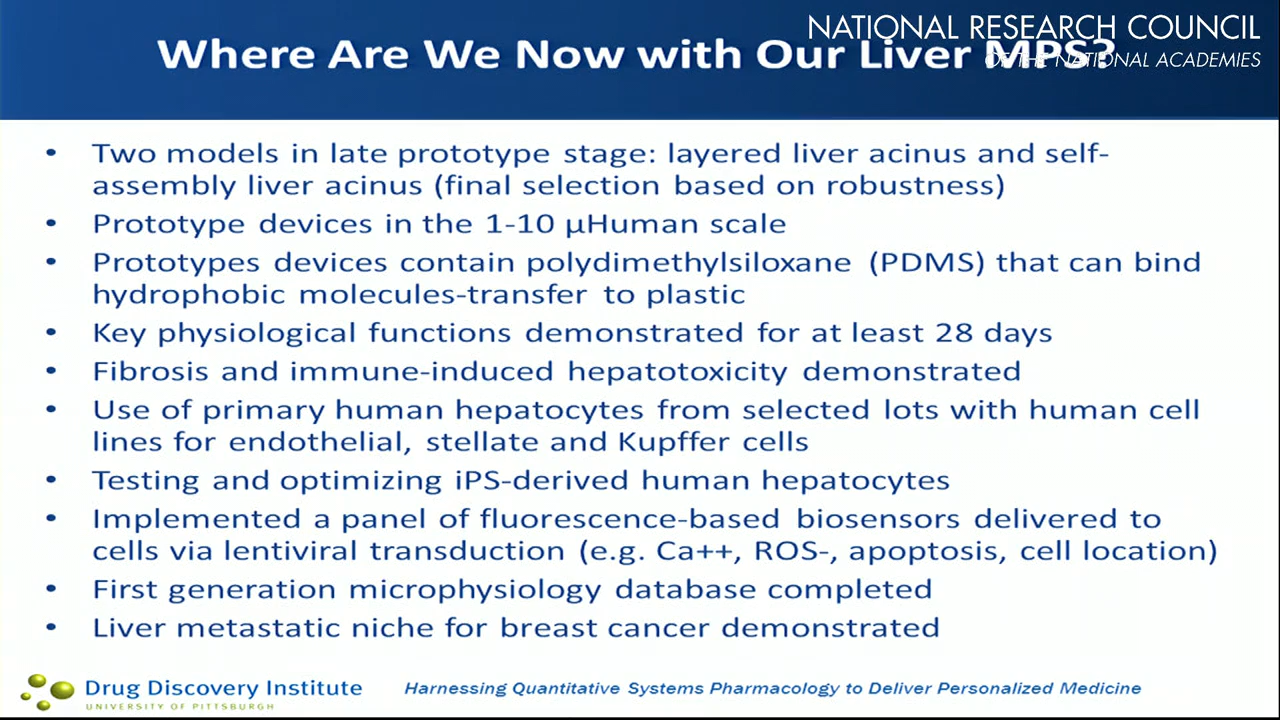 NATIONAL RESEARCH COUNCIL
OF THE NATIONAL ACADEMIES
Where Are We Now with Our Liver MPS?
• Two models in late prototype stage: layered liver acinus and self-
assembly liver acinus (final selection based on robustness)
• Prototype devices in the 1-10 µHuman scale
• Prototypes devices contain polydimethylsiloxane (PDMS) that can bind
hydrophobic molecules-transfer to plastic
• Key physiological functions demonstrated for at least 28 days
• Fibrosis and immune-induced hepatotoxicity demonstrated
• Use of primary human hepatocytes from selected lots with human cell
lines for endothelial, stellate and Kupffer cells
• Testing and optimizing iPS-derived human hepatocytes
• Implemented a panel of fluorescence-based biosensors delivered to
cells via lentiviral transduction (e.g. Ca++, ROS-, apoptosis, cell location)
• First generation microphysiology database completed
• Liver metastatic niche for breast cancer demonstrated
Drug Discovery Institute
UNIVERSITY OF PITTSBURGH
Harnessing Quantitative Systems Pharmacology to Deliver Personalized Medicine